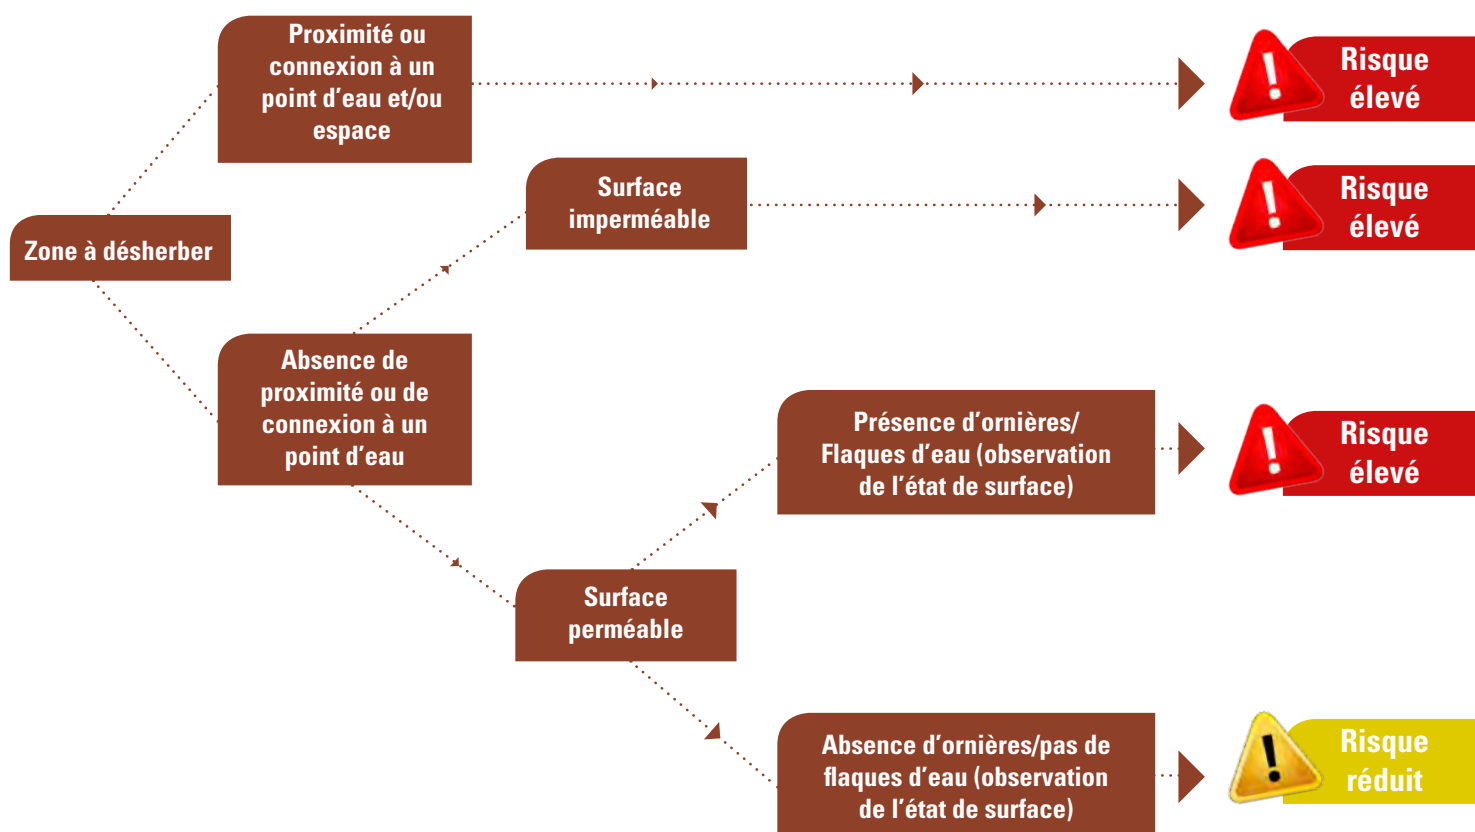 Proximité ou
connexion à un
point d'eau et/ou
espace
Risque
élevé
Surface
imperméable
Risque
élevé
Zone à désherber
Absence de
proximité ou de
connexion à un
point d'eau
Présence d'ornières/
Flaques d'eau (observation
de l'état de surface)
Risque
élevé
Surface
perméable
Absence d'ornières/pas de
flaques d'eau (observation
de l'état de surface)
Risque
réduit